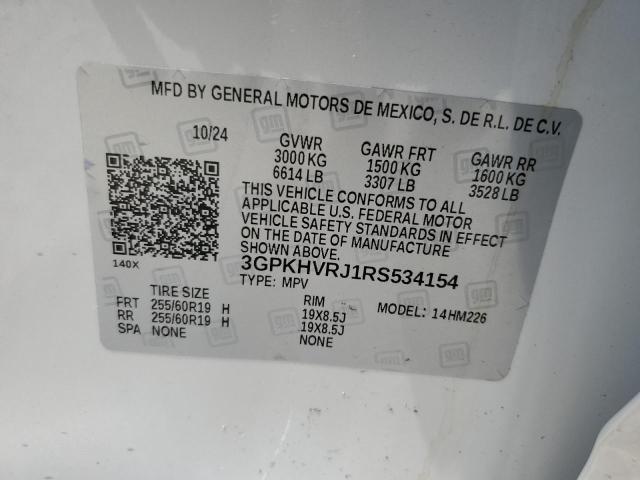 MFD BY GENERAL MOTORS DE MEXICO, S. DE R.L. DE C.V.
10/24 GVWR GAWR FRT GAWR RR
3000 KG 1500 KG 1600 KG
6614 LB 3307 LB 3528 LB
THIS VEHICLE CONFORMS TO ALL
APPLICABLE U.S. FEDERAL MOTOR
VEHICLE SAFETY STANDARDS IN EFFECT
ON THE DATE OF MANUFACTURE
SHOWN ABOVE.
140X
3GPKHVRJ1RS534154
TYPE: MPV
TIRE SIZE RIM MODEL: 14HM226
FRT 255/60R19 H 19X8.5J
RR 255/60R19 H 19X8.5J
SPA NONE NONE